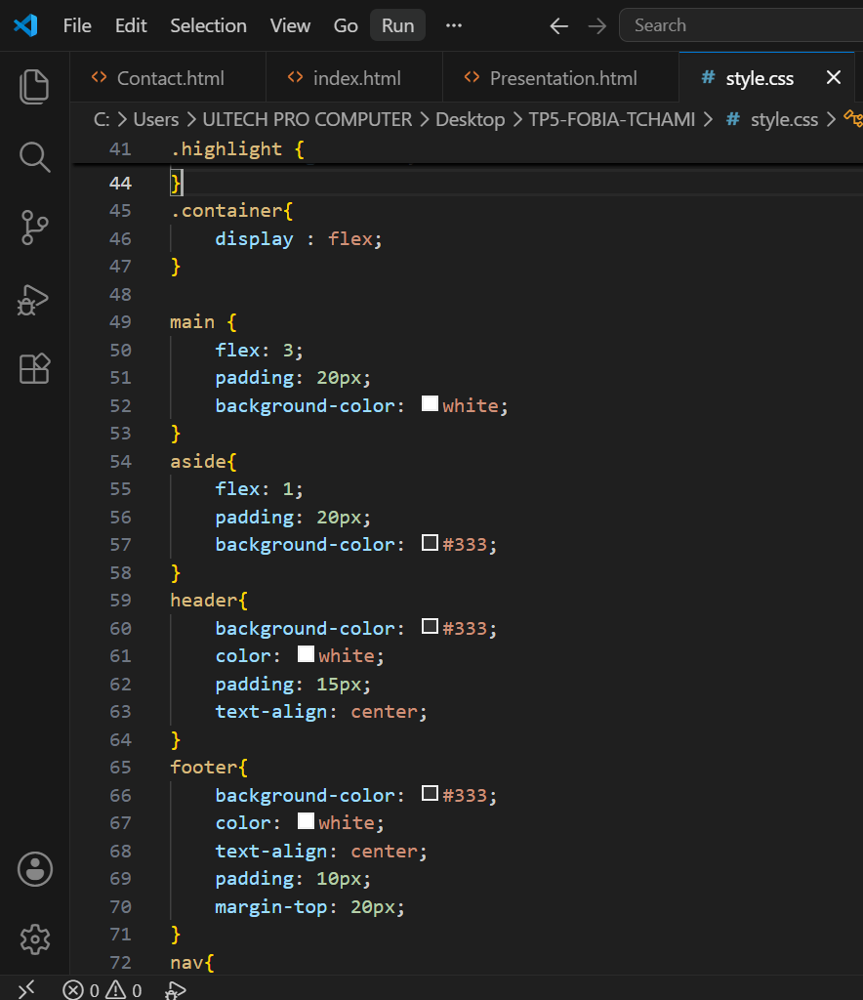 File Edit Selection View Go Run ... Search
Contact.html index.html Presentation.html # style.css
C: > Users > ULTECH PRO COMPUTER > Desktop > TP5-FOBIA-TCHAMI > # style.css >
41 .highlight {
44 }
45 .container{
46 display : flex;
47 }
48
49 main {
50 flex: 3;
51 padding: 20px;
52 background-color: white;
53 }
54 aside{
55 flex: 1;
56 padding: 20px;
57 background-color: #333;
58 }
59 header{
60 background-color: #333;
61 color: white;
62 padding: 15px;
63 text-align: center;
64 }
65 footer{
66 background-color: #333;
67 color: white;
68 text-align: center;
69 padding: 10px;
70 margin-top: 20px;
71 }
72 nav{
0 0